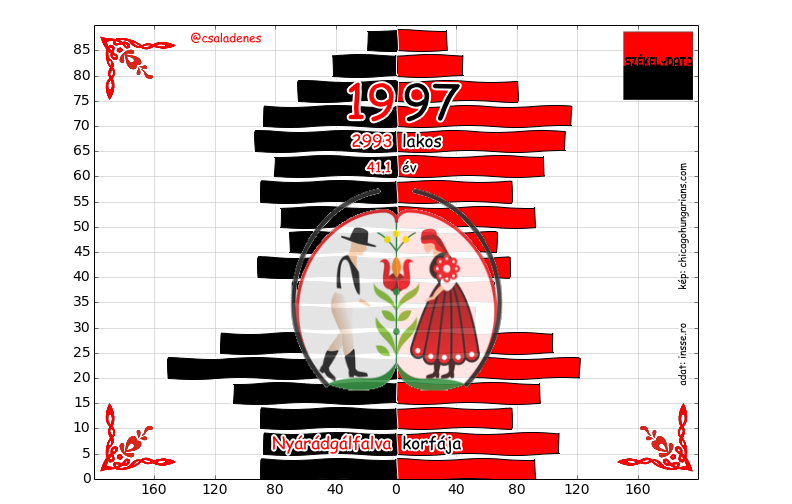 @csaladenes
SZÉKELYDATA
1997
2993 lakos
41.1 év
kép: chicagohungarians.com
adat: insse.ro
Nyárádgálfalva korfája
85
80
75
70
65
60
55
50
45
40
35
30
25
20
15
10
5
0
160 120 80 40 0 40 80 120 160